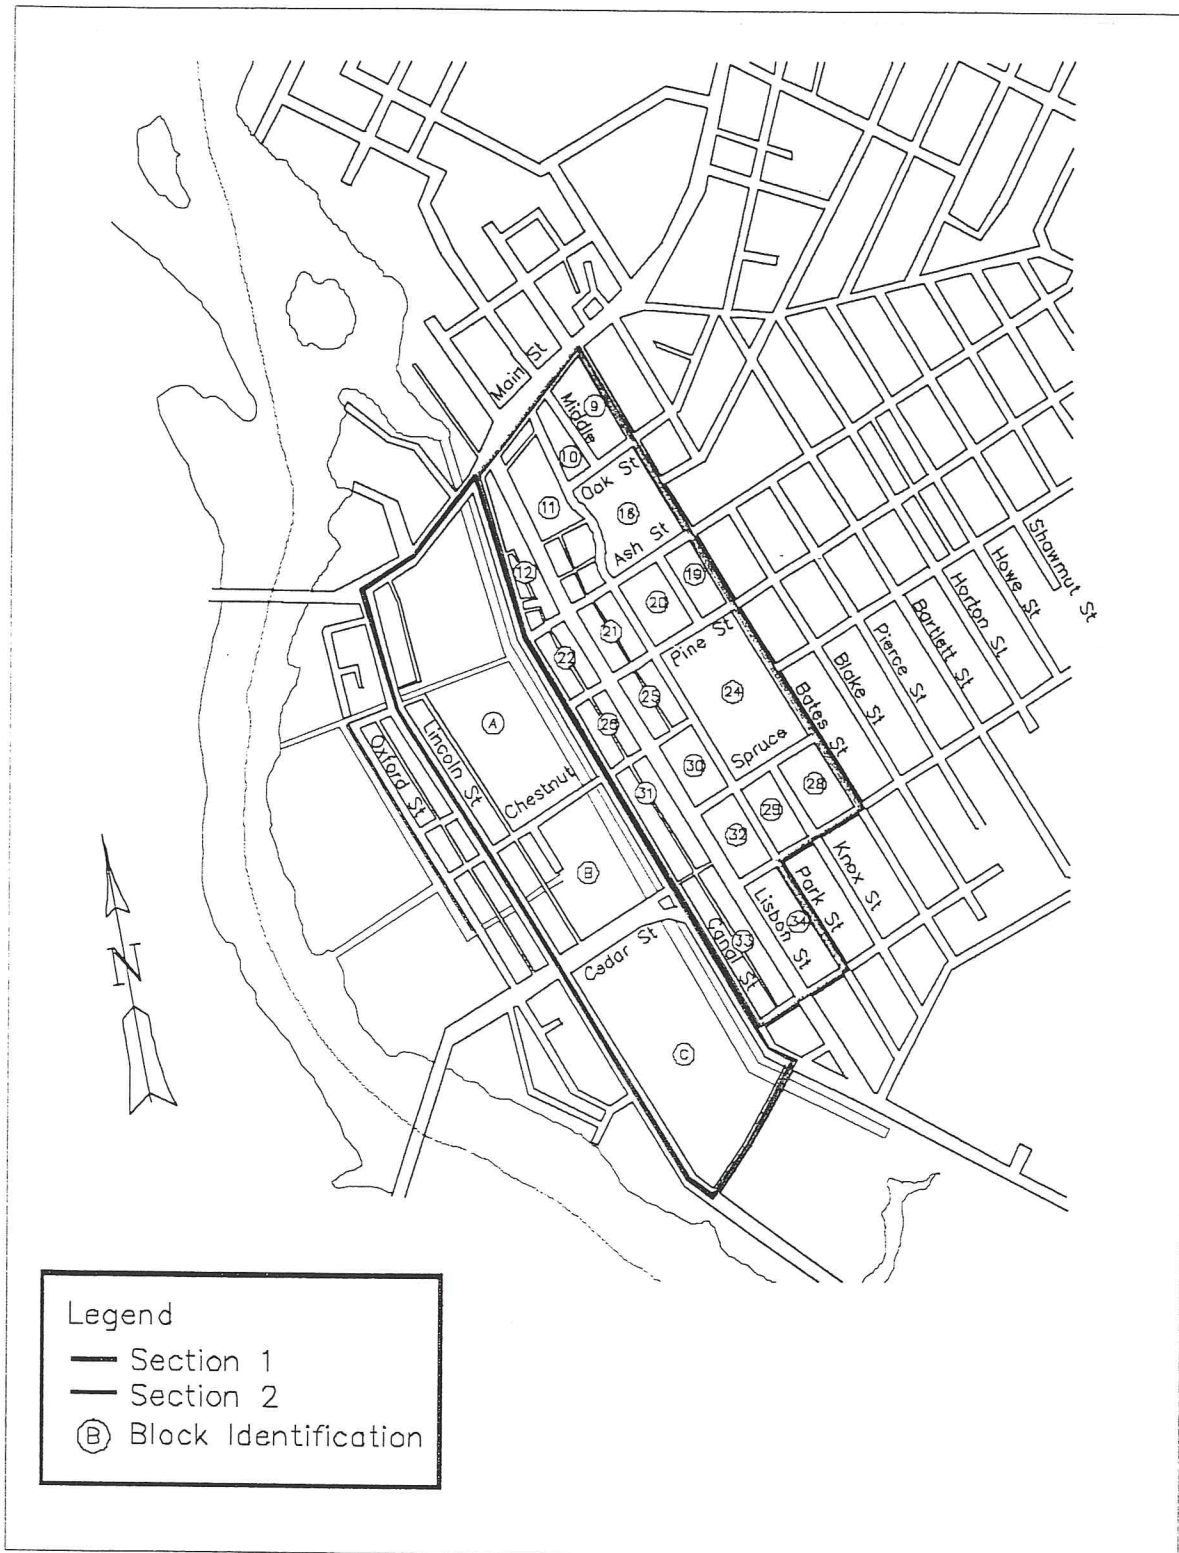 Main St
Middle
9
10
Oak St
11
18
Ash St
12
19
20
21
Pine St
22
24
25
26
Bates St
Blake St
Pierce St
Bartlett St
Horton St
Howe St
Shawmut St
A
Lincoln St
Oxford St
Chestnut
Spruce
30
28
29
31
32
B
Knox St
Park St
34
Lisbon St
33
Canal St
Cedar St
C
N
Legend
Section 1
Section 2
B Block Identification